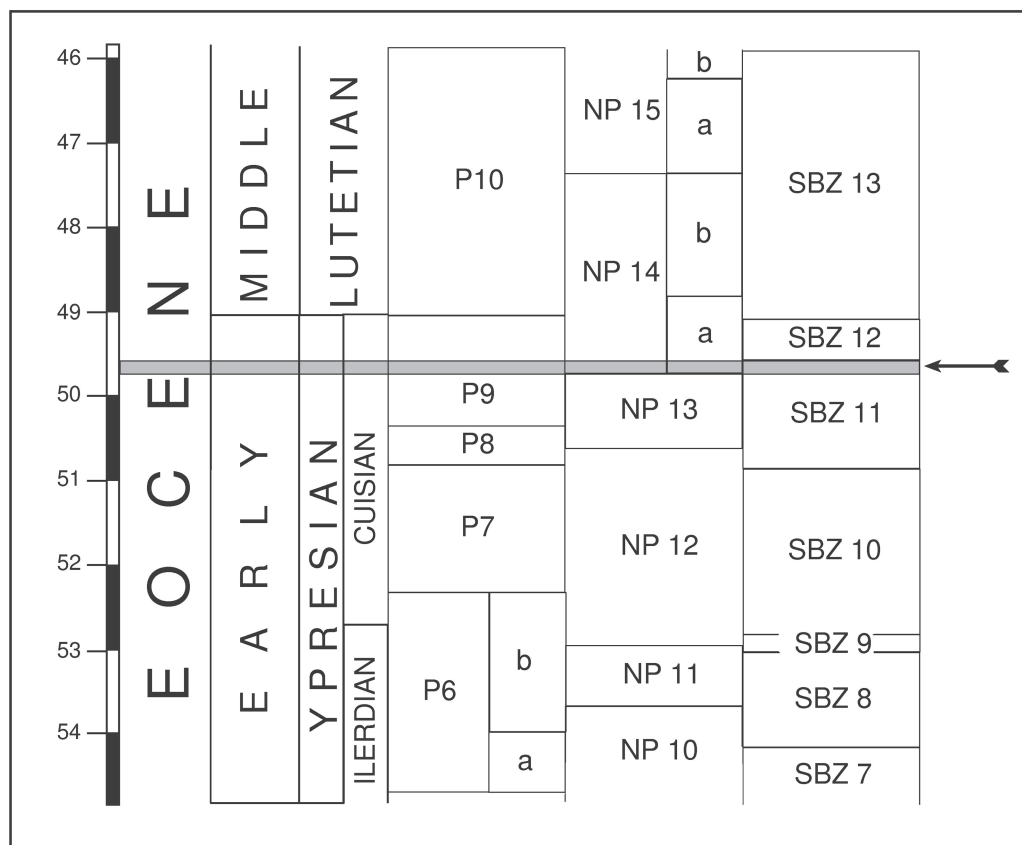 46
47
48
49
50
51
52
53
54
EOCENE
MIDDLE
EARLY
LUTETIAN
YPRESIAN
CUISIAN
ILERDIAN
P10
P9
P8
P7
P6
b
a
NP 15
b
a
NP 14
b
a
NP 13
NP 12
NP 11
NP 10
SBZ 13
SBZ 12
SBZ 11
SBZ 10
SBZ 9
SBZ 8
SBZ 7